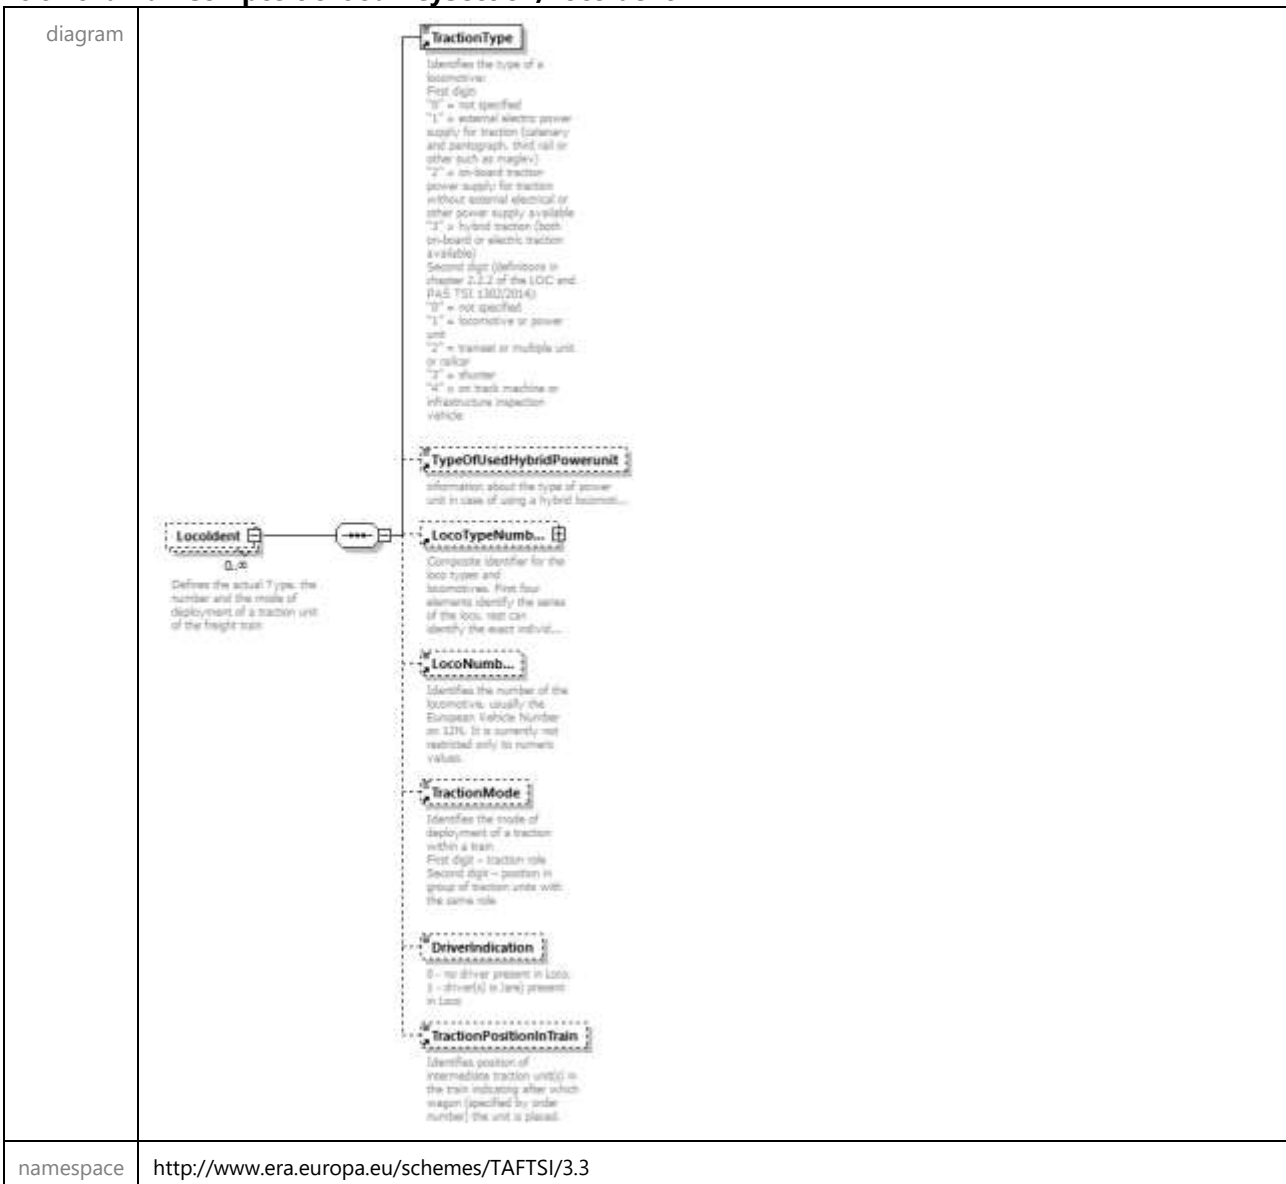 diagram
TractionType
Identifies the type of a
locomotive:
First digit:
"0" = not specified
"1" = external electric power
supply for traction (catenary
and pantograph, third rail or
other such as maglev)
"2" = on-board traction
power supply for traction
without external electrical or
other power supply available
"3" = hybrid traction (both
on-board or electric traction
available)
Second digit (definitions in
chapter 2.2.2 of the LOC and
PAS TSI 1302/2014)
"0" = not specified
"1" = locomotive or power
unit
"2" = trainset or multiple unit
or railcar
"3" = shunter
"4" = on track machine or
infrastructure inspection
vehicle
TypeOfUsedHybridPowerunit
information about the type of power
unit in case of using a hybrid locomoti...
LocoIdent
0..∞
Defines the actual Type, the
number and the mode of
deployment of a traction unit
of the freight train
LocoTypeNumb...
Composite identifier for the
loco types and
locomotives. First four
elements identify the series
of the loco, rest can
identify the exact individ...
LocoNumb...
Identifies the number of the
locomotive, usually the
European Vehicle Number
on 12N. It is currently not
restricted only to numeric
values.
TractionMode
Identifies the mode of
deployment of a traction
within a train
First digit – traction role
Second digit – position in
group of traction units with
the same role
DriverIndication
0 - no driver present in Loco;
1 - driver(s) is (are) present
in Loco
TractionPositionInTrain
Identifies position of
intermediate traction unit(s) in
the train indicating after which
wagon (specified by order
number) the unit is placed.
namespace
http://www.era.europa.eu/schemes/TAFTSI/3.3